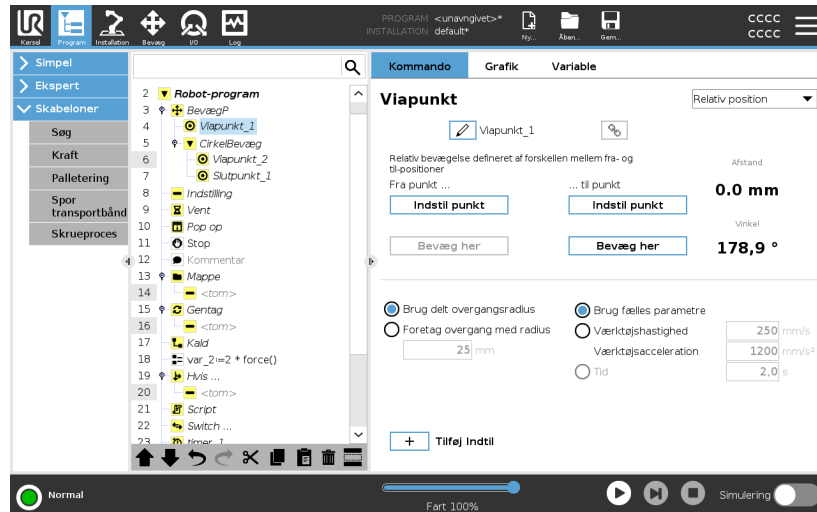 PROGRAM <unavngivet>*
INSTALLATION default*
cccc
cccc
Kørsel
Program
Installation
Bevæg
I/O
Log
Ny...
Åben...
Gem...
Simpel
Ekspert
Skabeloner
Søg
Kraft
Palletering
Spor
transportbånd
Skrueproces
2 Robot-program
3 BevægP
4 Viapunkt_1
5 CirkelBevæg
6 Viapunkt_2
7 Slutpunkt_1
8 Indstilling
9 Vent
10 Pop op
11 Stop
12 Kommentar
13 Mappe
14 <tom>
15 Gentag
16 <tom>
17 Kald
18 var_2:=2 * force()
19 Hvis ...
20 <tom>
21 Script
22 Switch ...
23 timer_1
Kommando
Grafik
Variable
Viapunkt
Relativ position
Viapunkt_1
Relativ bevægelse defineret af forskellen mellem fra- og
til-positioner
Fra punkt ...
... til punkt
Indstil punkt
Indstil punkt
Bevæg her
Bevæg her
Afstand
0.0 mm
Vinkel
178,9 °
Brug delt overgangsradius
Foretag overgang med radius
25 mm
Brug fælles parametre
Værktøjshastighed 250 mm/s
Værktøjsacceleration 1200 mm/s²
Tid 2,0 s
+ Tilføj Indtil
Normal
Fart 100%
Simulering